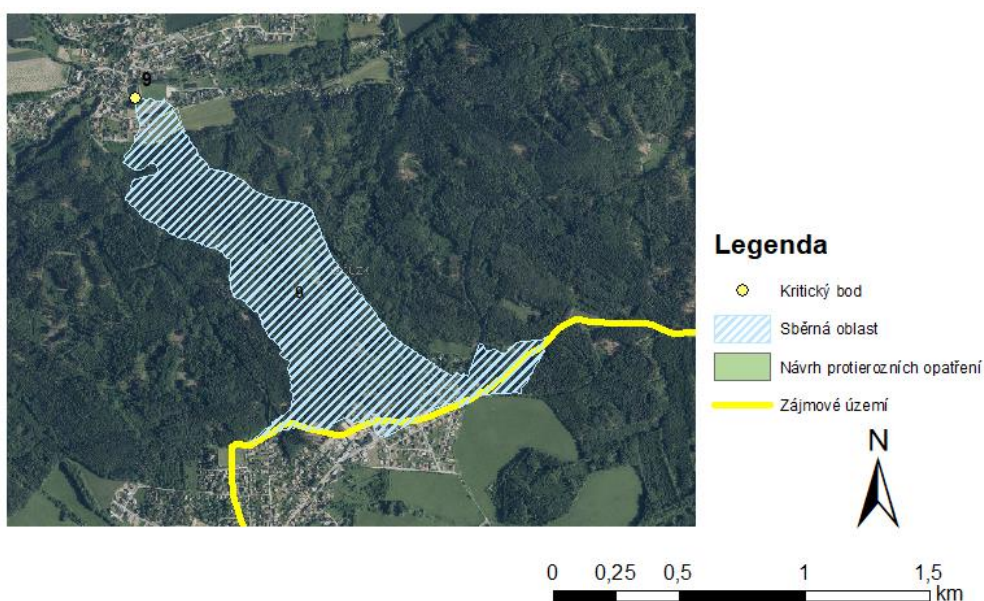 9
9
Legenda
Kritický bod
Sběrná oblast
Návrh protierozních opatření
Zájmové území
N
0 0,25 0,5 1 1,5
km